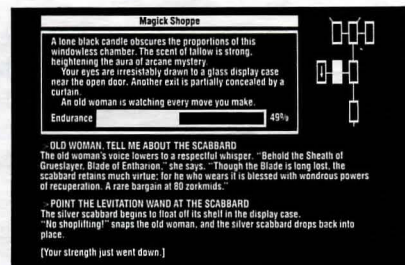 Magick Shoppe
A lone black candle obscures the proportions of this
windowless chamber. The scent of tallow is strong,
heightening the aura of arcane mystery.
Your eyes are irresistably drawn to a glass display case
near the open door. Another exit is partially concealed by a
curtain.
An old woman is watching every move you make.
Endurance 49%
>OLD WOMAN, TELL ME ABOUT THE SCABBARD
The old woman's voice lowers to a respectful whisper. "Behold the Sheath of
Grueslayer, Blade of Entharion," she says. "Though the Blade is long lost, the
scabbard retains much virtue; for he who wears it is blessed with wondrous powers
of recuperation. A rare bargain at 80 zorkmids."
>POINT THE LEVITATION WAND AT THE SCABBARD
The silver scabbard begins to float off its shelf in the display case.
"No shoplifting!" snaps the old woman, and the silver scabbard drops back into
place.
[Your strength just went down.]